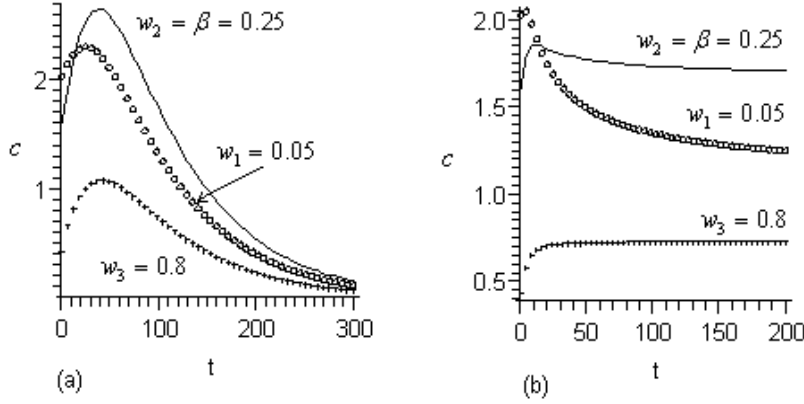 w₂ = β = 0.25
2
c
w₁ = 0.05
1
w₃ = 0.8
0 100 200 300
t
(a)
2.0
w₂ = β = 0.25
1.5
c
w₁ = 0.05
1.0
w₃ = 0.8
0.5
0 50 100 150 200
t
(b)